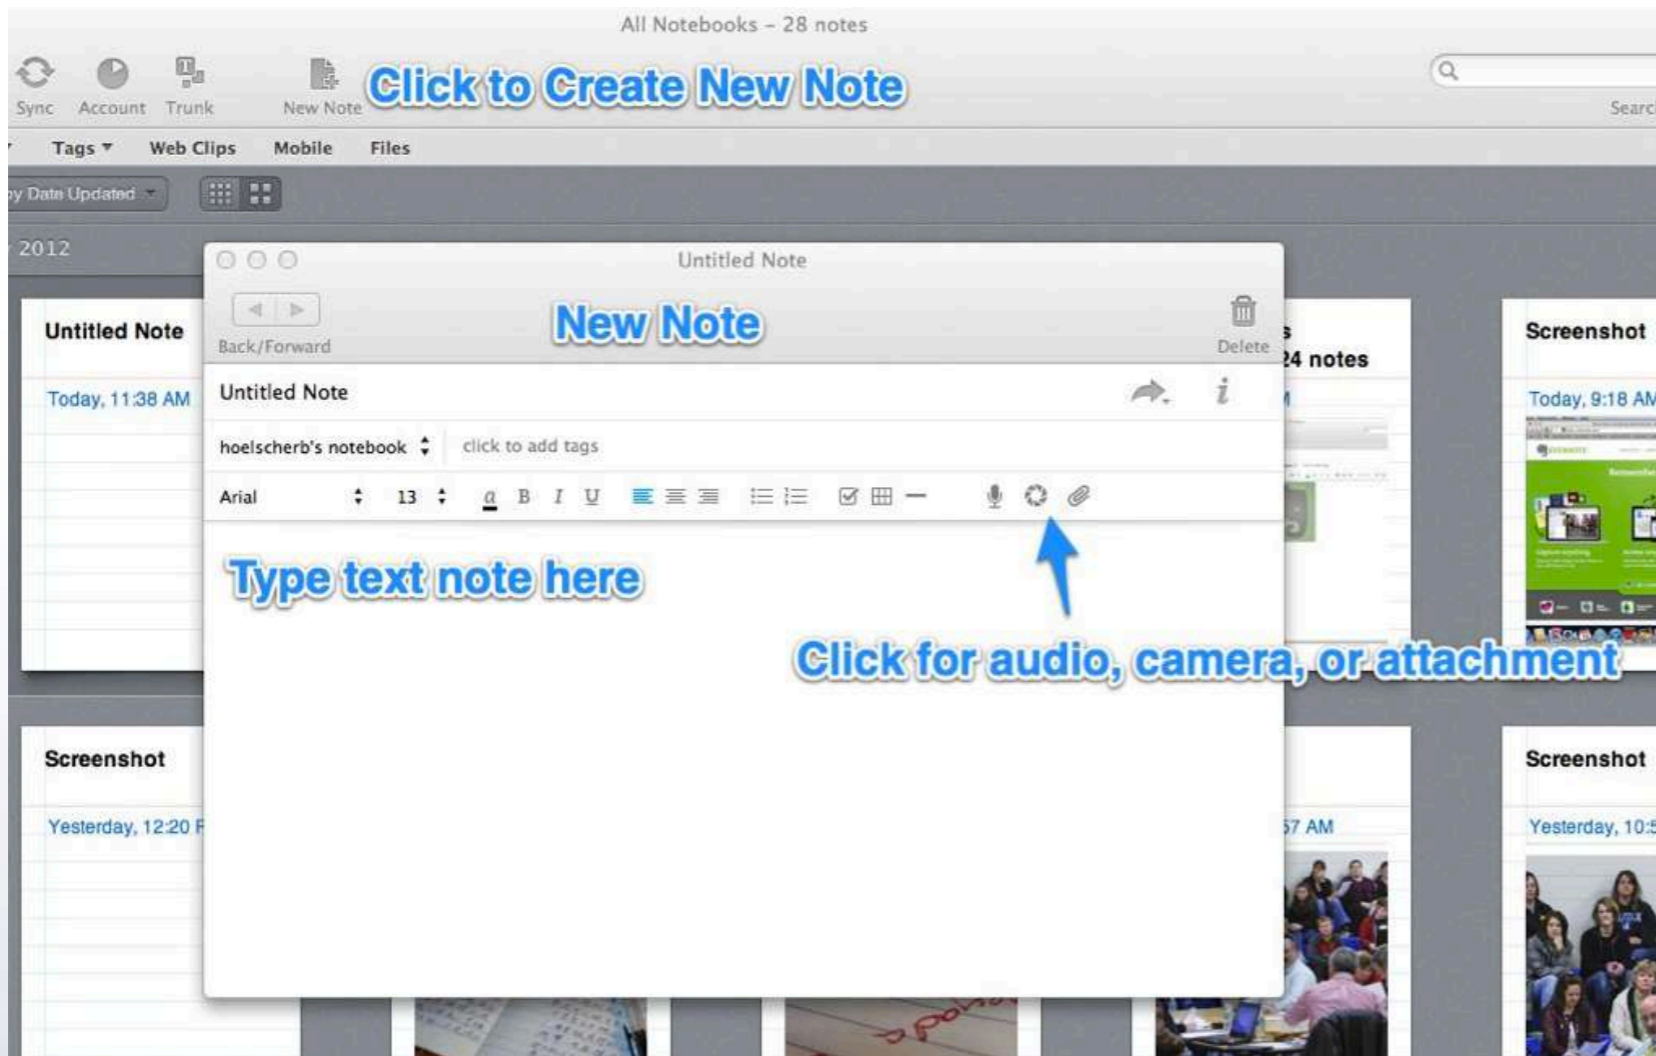 All Notebooks – 28 notes
Click to Create New Note
Sync Account Trunk New Note
Tags Web Clips Mobile Files
by Date Updated
2012
Untitled Note
New Note
Back/Forward
Delete
Untitled Note
24 notes
Screenshot
Today, 11:38 AM
Untitled Note
Today, 9:18 AM
hoelscherb's notebook click to add tags
Arial 13 a B I U
EVERNOTE
Type text note here
Click for audio, camera, or attachment
Screenshot
Screenshot
Yesterday, 12:20
57 AM
Yesterday, 10:5